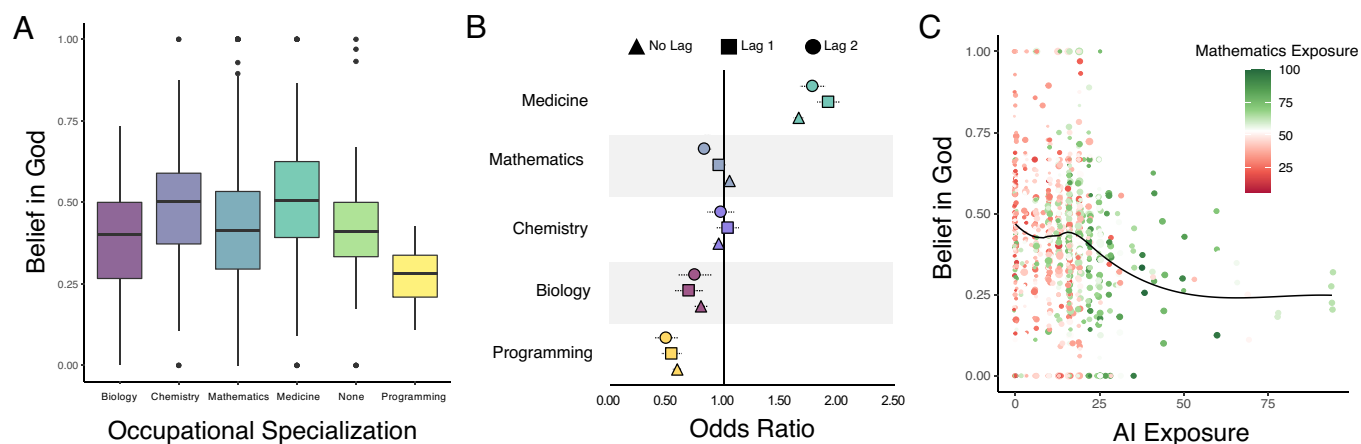 A
Belief in God
1.00
0.75
0.50
0.25
0.00
Biology Chemistry Mathematics Medicine None Programming
Occupational Specialization
B
No Lag Lag 1 Lag 2
Medicine
Mathematics
Chemistry
Biology
Programming
0.00 0.50 1.00 1.50 2.00 2.50
Odds Ratio
C
Mathematics Exposure
100
75
50
25
Belief in God
1.00
0.75
0.50
0.25
0.00
0 25 50 75
AI Exposure